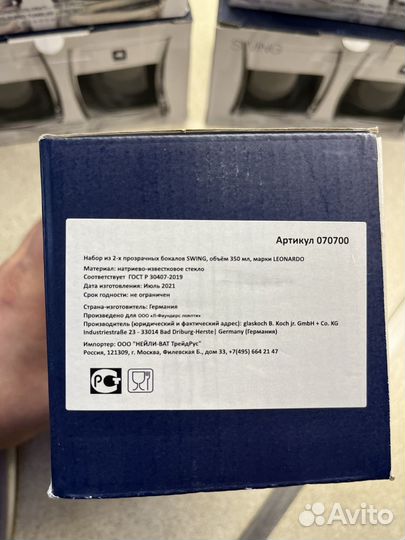 SWING
Артикул 070700
Набор из 2-х прозрачных бокалов SWING, объём 350 мл, марки LEONARDO
Материал: натриево-известковое стекло
Соответствует ГОСТ Р 30407-2019
Дата изготовления: Июль 2021
Срок годности: не ограничен
Страна-изготовитель: Германия
Произведено для ООО «Л-Фаундерс лоялти»
Производитель (юридический и фактический адрес): glaskoch B. Koch jr. GmbH + Co. KG
Industriestraße 23 - 33014 Bad Driburg-Herste| Germany (Германия)
Импортер: ООО "НЕЙЛИ-ВАТ ТрейдРус"
Россия, 121309, г. Москва, Филевская Б., дом 33, +7(495) 664 21 47
РСТ
Avito